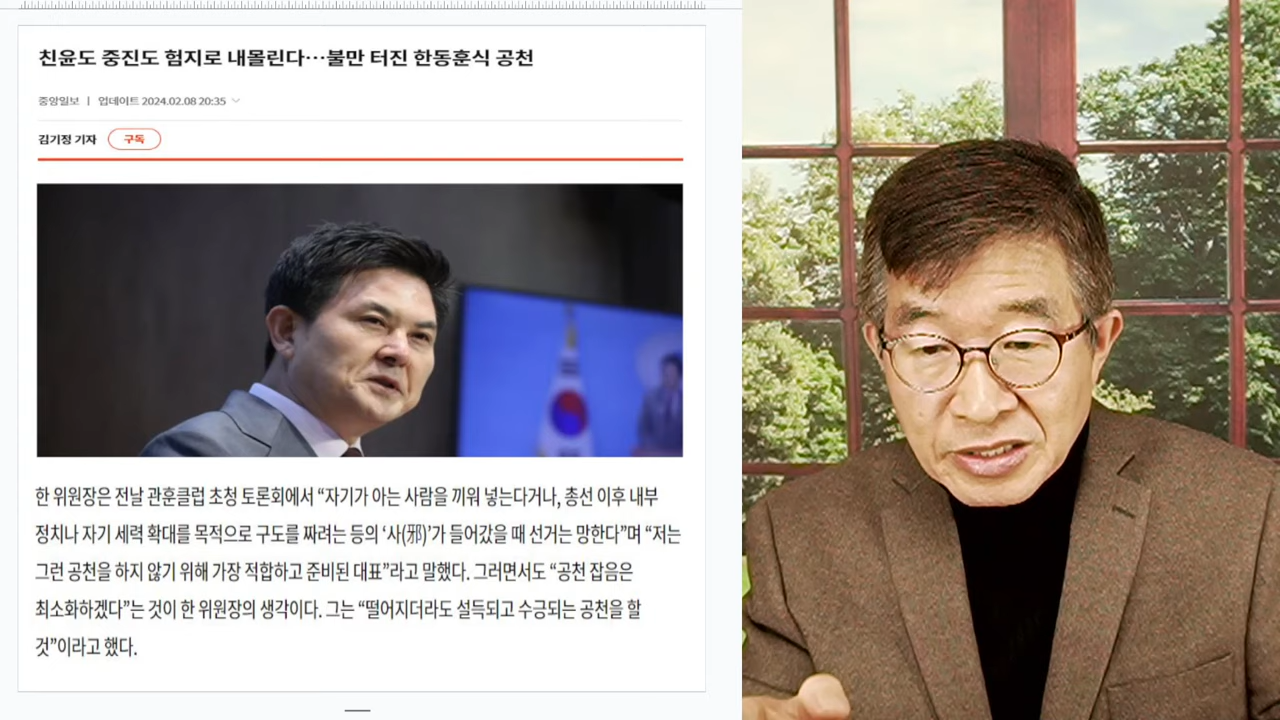 친윤도 중진도 험지로 내몰린다…불만 터진 한동훈식 공천
중앙일보 | 업데이트 2024.02.08 20:35
김기정 기자 구독
한 위원장은 전날 관훈클럽 초청 토론회에서 “자기가 아는 사람을 끼워 넣는다거나, 총선 이후 내부
정치나 자기 세력 확대를 목적으로 구도를 짜려는 등의 ‘사(邪)’가 들어갔을 때 선거는 망한다”며 “저는
그런 공천을 하지 않기 위해 가장 적합하고 준비된 대표”라고 말했다. 그러면서도 “공천 잡음은
최소화하겠다”는 것이 한 위원장의 생각이다. 그는 “떨어지더라도 설득되고 수긍되는 공천을 할
것”이라고 했다.